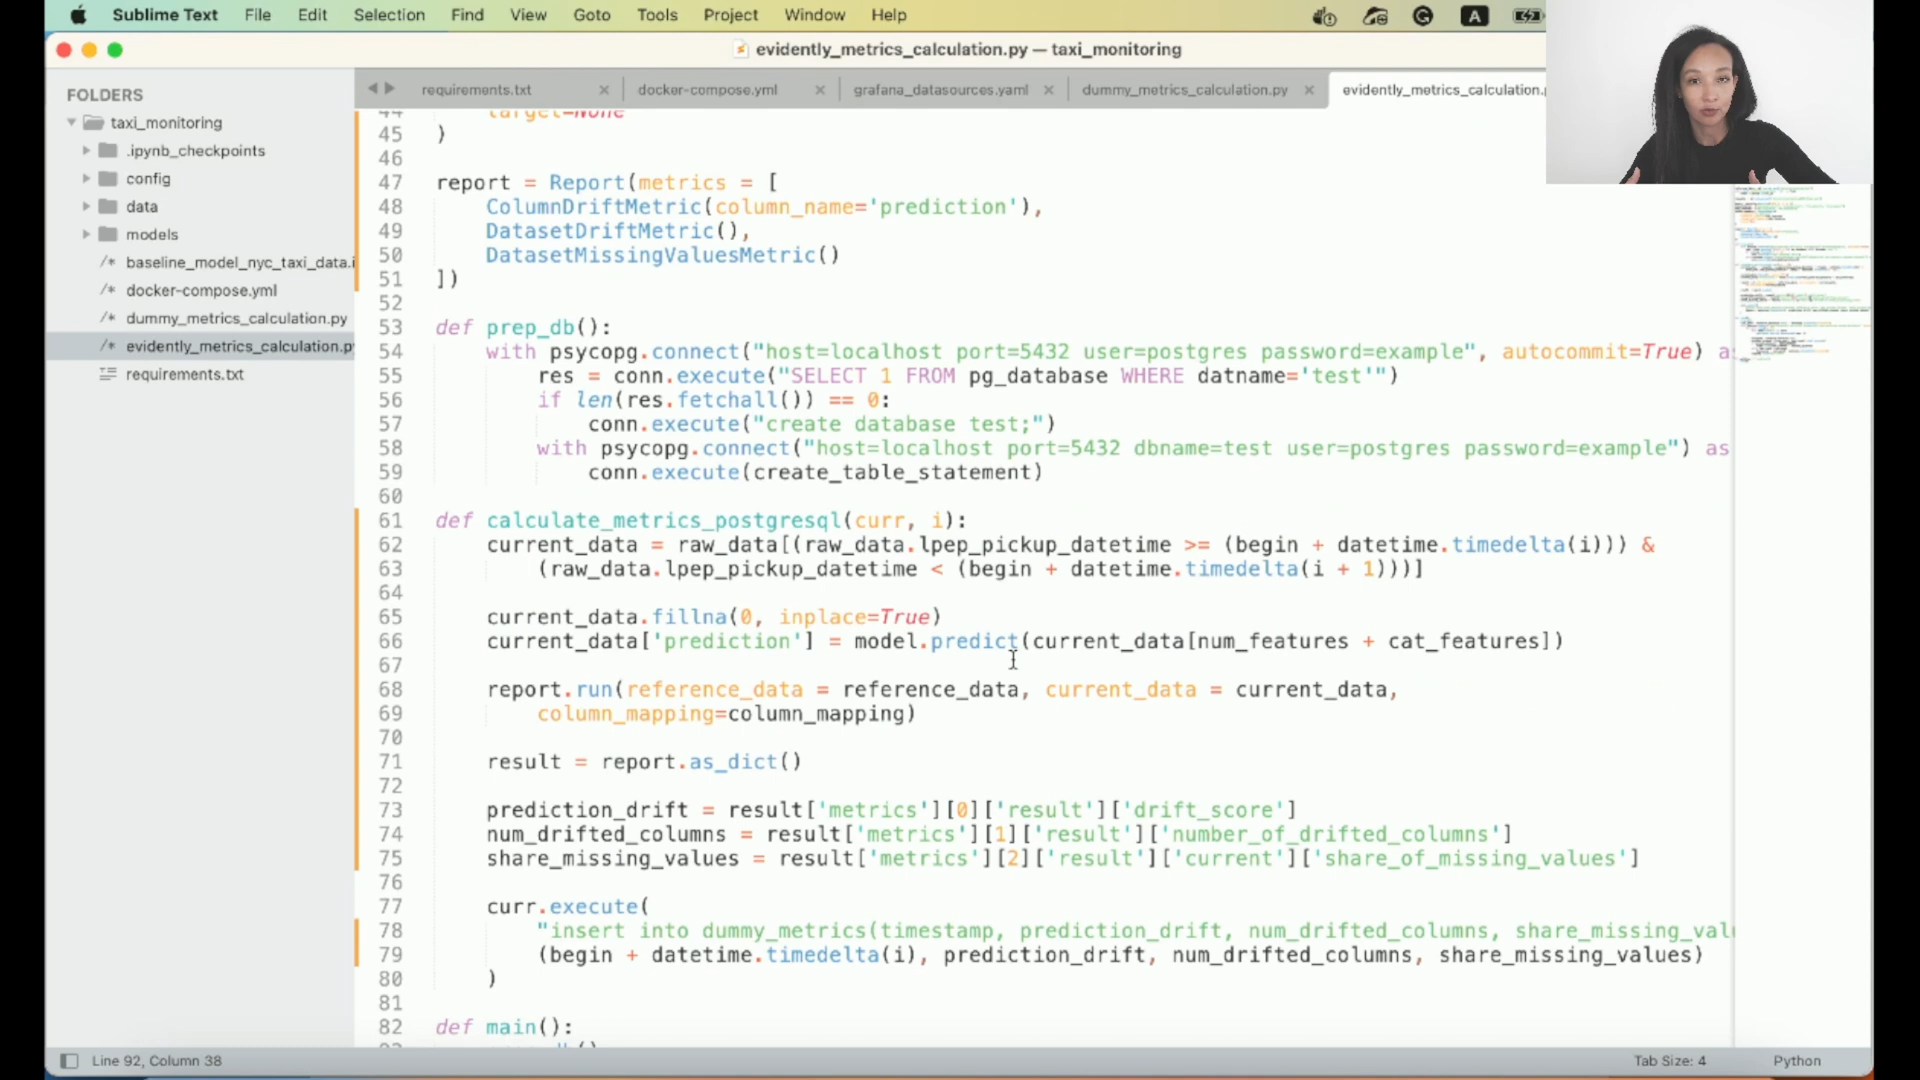 Sublime Text File Edit Selection Find View Goto Tools Project Window Help
evidently_metrics_calculation.py — taxi_monitoring
requirements.txt docker-compose.yml grafana_datasources.yaml dummy_metrics_calculation.py evidently_metrics_calculation.p
FOLDERS
taxi_monitoring
.ipynb_checkpoints
config
data
models
baseline_model_nyc_taxi_data.i
docker-compose.yml
dummy_metrics_calculation.py
evidently_metrics_calculation.py
requirements.txt
44 target=None
45 )
46
47 report = Report(metrics = [
48 ColumnDriftMetric(column_name='prediction'),
49 DatasetDriftMetric(),
50 DatasetMissingValuesMetric()
51 ])
52
53 def prep_db():
54 with psycopg.connect("host=localhost port=5432 user=postgres password=example", autocommit=True) as
55 res = conn.execute("SELECT 1 FROM pg_database WHERE datname='test'")
56 if len(res.fetchall()) == 0:
57 conn.execute("create database test;")
58 with psycopg.connect("host=localhost port=5432 dbname=test user=postgres password=example") as
59 conn.execute(create_table_statement)
60
61 def calculate_metrics_postgresql(curr, i):
62 current_data = raw_data[(raw_data.lpep_pickup_datetime >= (begin + datetime.timedelta(i))) &
63 (raw_data.lpep_pickup_datetime < (begin + datetime.timedelta(i + 1)))]
64
65 current_data.fillna(0, inplace=True)
66 current_data['prediction'] = model.predict(current_data[num_features + cat_features])
67
68 report.run(reference_data = reference_data, current_data = current_data,
69 column_mapping=column_mapping)
70
71 result = report.as_dict()
72
73 prediction_drift = result['metrics'][0]['result']['drift_score']
74 num_drifted_columns = result['metrics'][1]['result']['number_of_drifted_columns']
75 share_missing_values = result['metrics'][2]['result']['current']['share_of_missing_values']
76
77 curr.execute(
78 "insert into dummy_metrics(timestamp, prediction_drift, num_drifted_columns, share_missing_val
79 (begin + datetime.timedelta(i), prediction_drift, num_drifted_columns, share_missing_values)
80 )
81
82 def main():
Line 92, Column 38 Tab Size: 4 Python